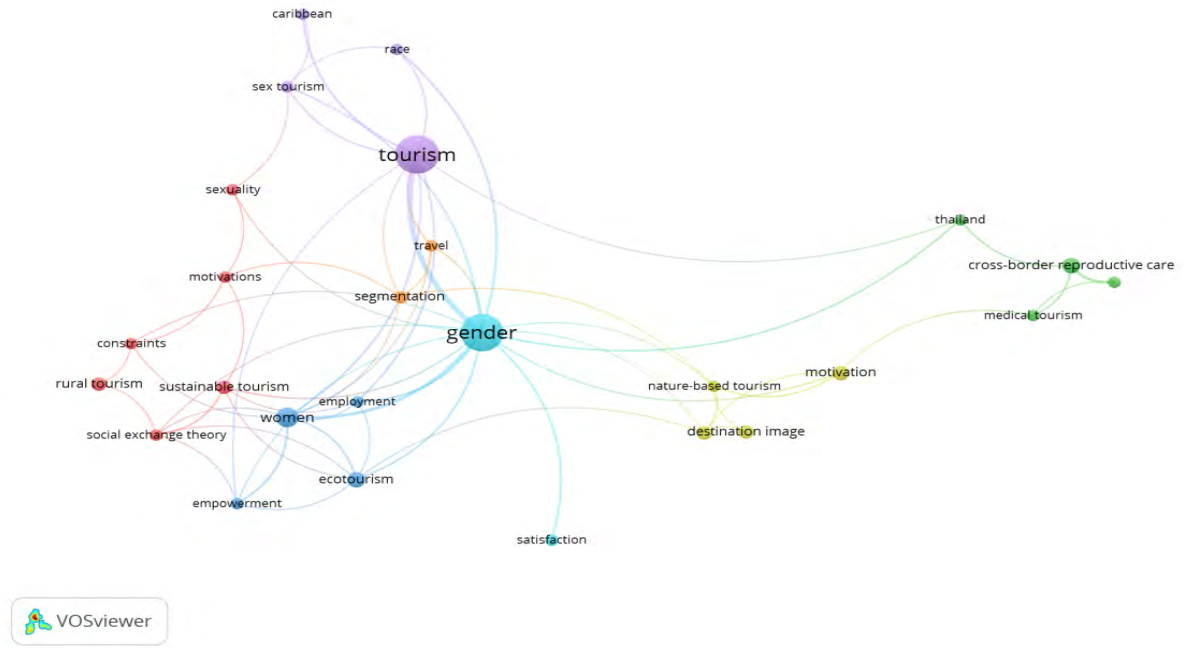 caribbean
race
sex tourism
tourism
sexuality
thailand
travel
cross-border reproductive care
motivations
segmentation
medical tourism
gender
constraints
motivation
rural tourism
sustainable tourism
nature-based tourism
employment
women
social exchange theory
destination image
ecotourism
empowerment
satisfaction
VOSviewer